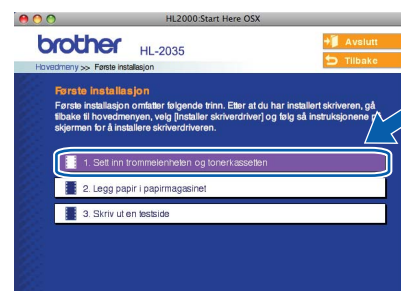 HL2000:Start Here OSX
brother HL-2035
Avslutt
Tilbake
Hovedmeny >> Første installasjon
Første installasjon
Første installasjon omfatter følgende trinn. Etter at du har installert skriveren, gå
tilbake til hovedmenyen, velg [Installer skriverdriver] og følg så instruksjonene på
skjermen for å installere skriverdriveren.
1. Sett inn trommelenheten og tonerkassetten
2. Legg papir i papirmagasinet
3. Skriv ut en testside